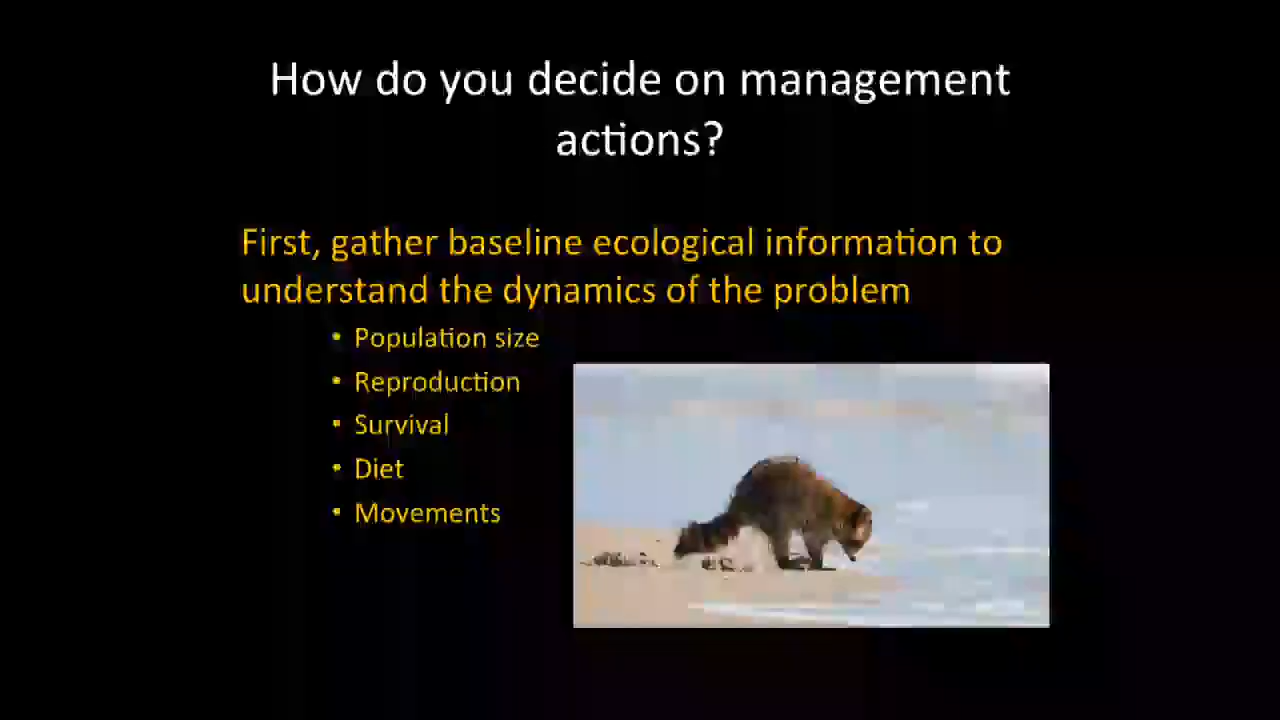 How do you decide on management
actions?
First, gather baseline ecological information to
understand the dynamics of the problem
• Population size
• Reproduction
• Survival
• Diet
• Movements